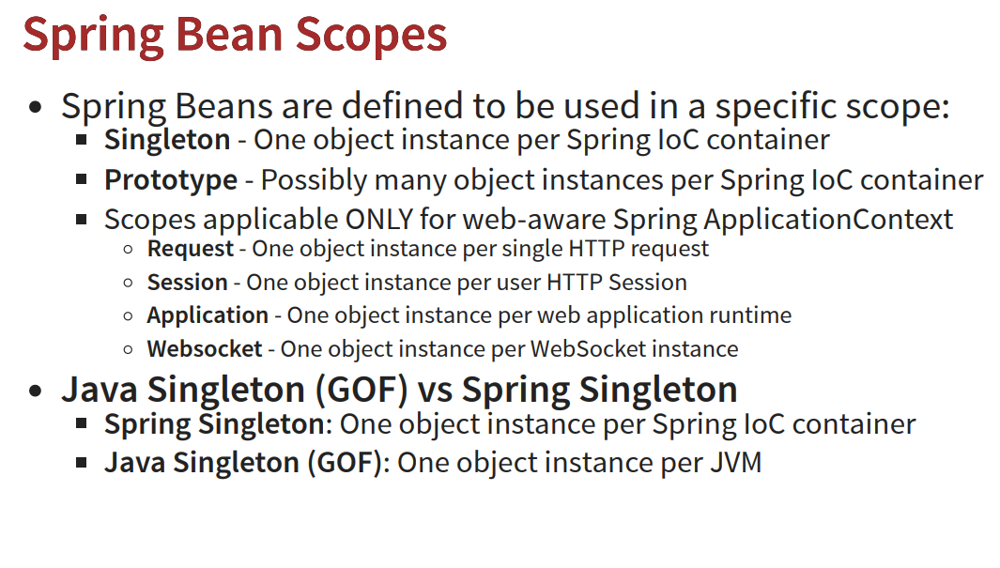 Spring Bean Scopes
• Spring Beans are defined to be used in a specific scope:
▪ Singleton - One object instance per Spring IoC container
▪ Prototype - Possibly many object instances per Spring IoC container
▪ Scopes applicable ONLY for web-aware Spring ApplicationContext
◦ Request - One object instance per single HTTP request
◦ Session - One object instance per user HTTP Session
◦ Application - One object instance per web application runtime
◦ Websocket - One object instance per WebSocket instance
• Java Singleton (GOF) vs Spring Singleton
▪ Spring Singleton: One object instance per Spring IoC container
▪ Java Singleton (GOF): One object instance per JVM